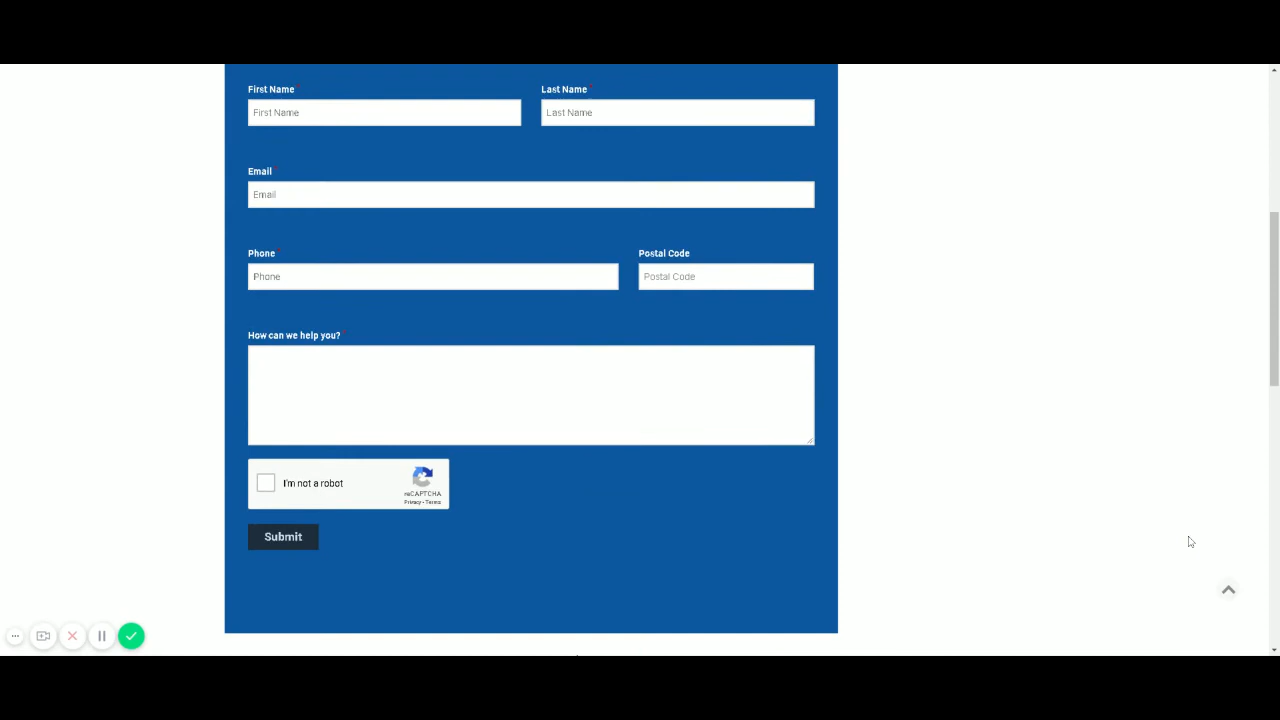 First Name * Last Name *
First Name Last Name
Email
Email
Phone * Postal Code
Phone Postal Code
How can we help you? *
I'm not a robot
reCAPTCHA
Privacy - Terms
Submit